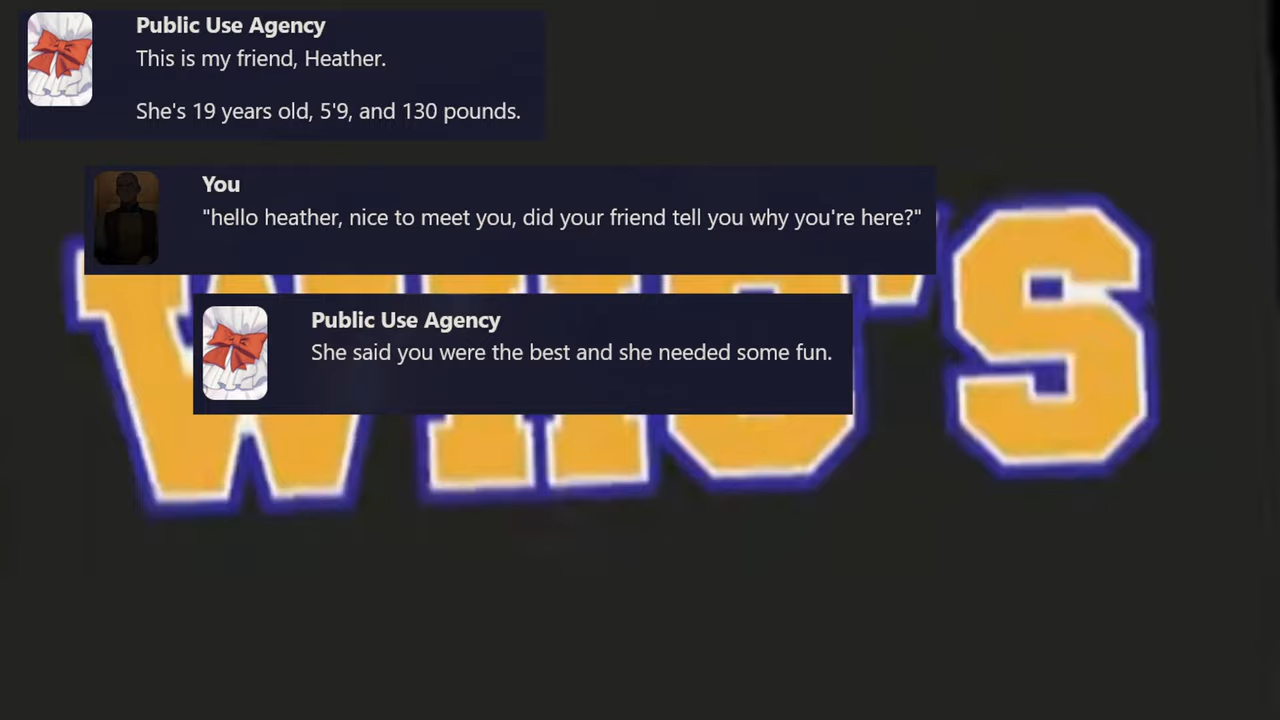 Public Use Agency
This is my friend, Heather.
She's 19 years old, 5'9, and 130 pounds.
You
"hello heather, nice to meet you, did your friend tell you why you're here?"
Public Use Agency
She said you were the best and she needed some fun.
WHO'S